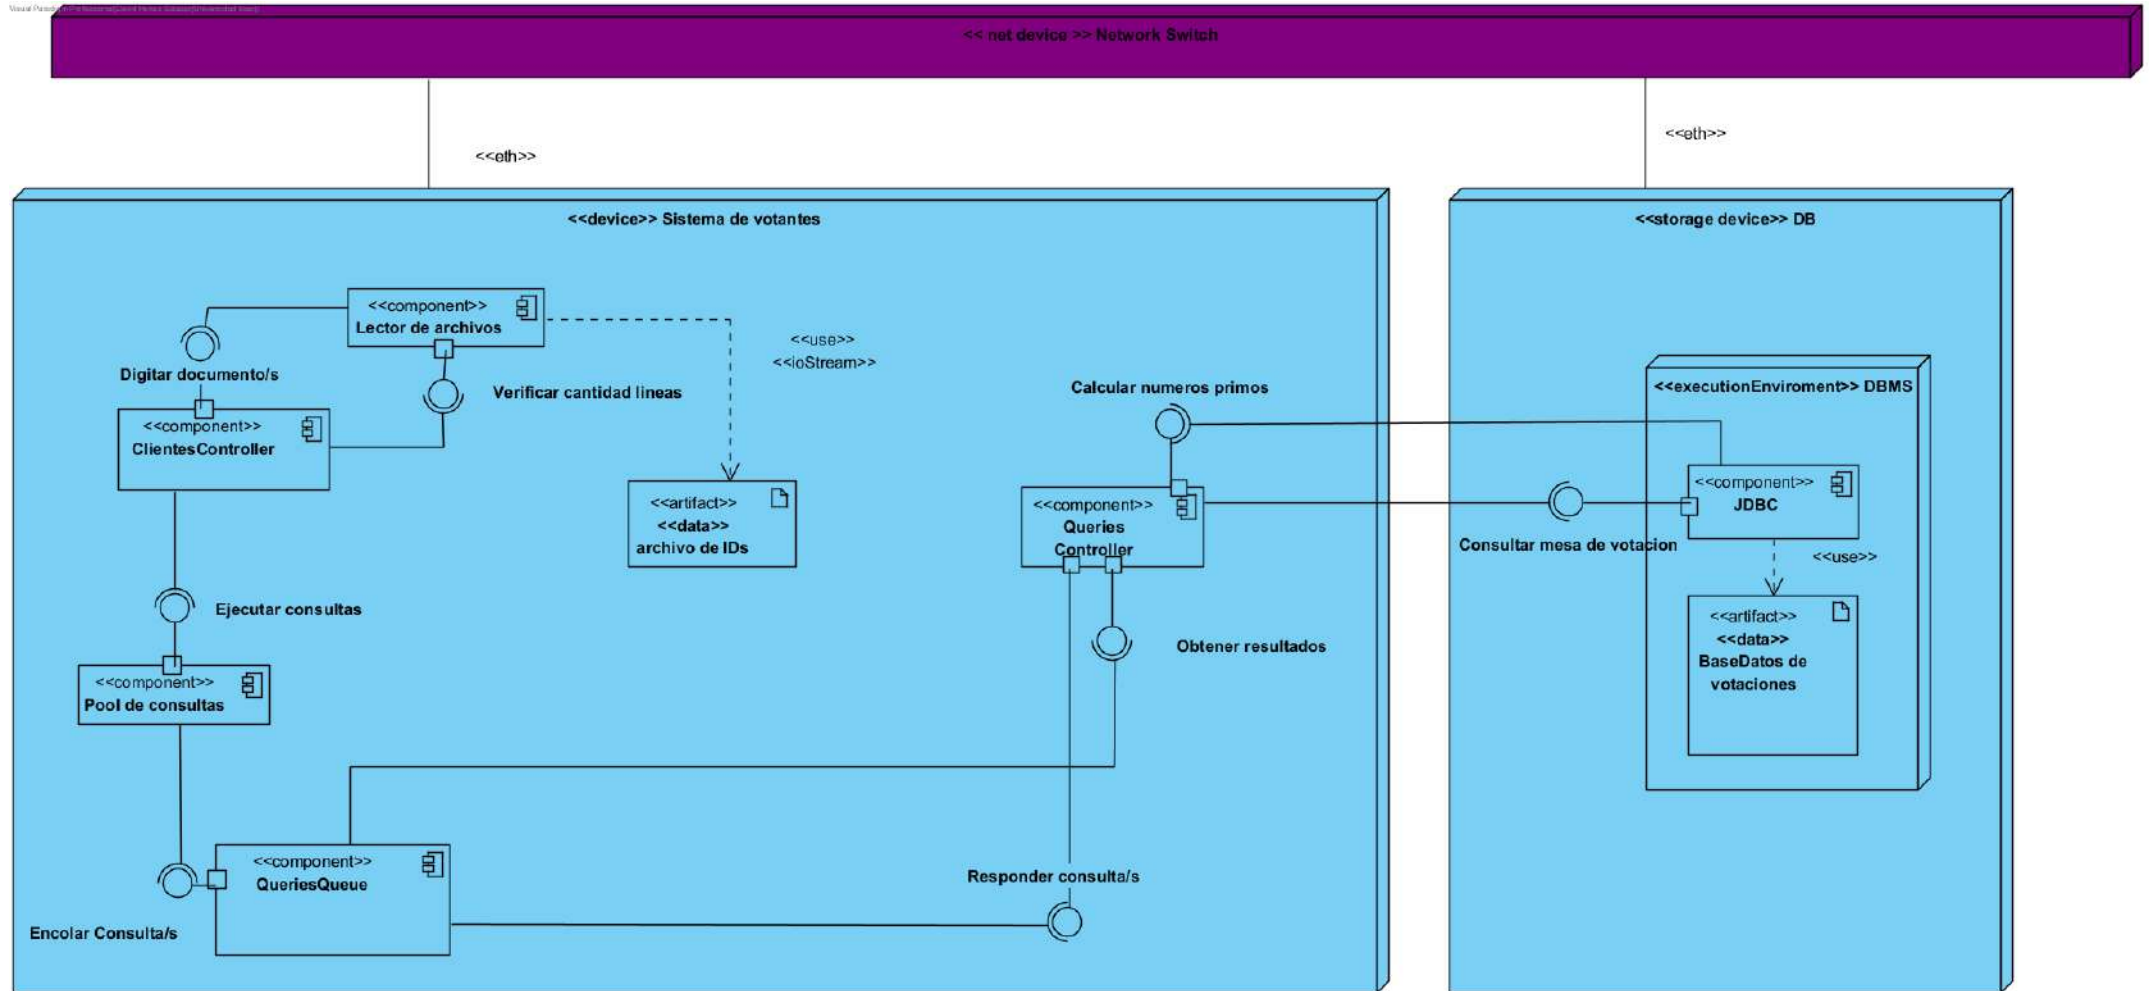 << net device >> Network Switch
<<eth>>
<<eth>>
<<device>> Sistema de votantes
<<storage device>> DB
<<component>>
Lector de archivos
<<use>>
<<ioStream>>
Digitar documento/s
Verificar cantidad lineas
Calcular numeros primos
<<executionEnviroment>> DBMS
<<component>>
ClientesController
<<artifact>>
<<data>>
archivo de IDs
<<component>>
Queries
Controller
<<component>>
JDBC
Consultar mesa de votacion
<<use>>
Ejecutar consultas
<<artifact>>
<<data>>
BaseDatos de
votaciones
Obtener resultados
<<component>>
Pool de consultas
<<component>>
QueriesQueue
Responder consulta/s
Encolar Consulta/s